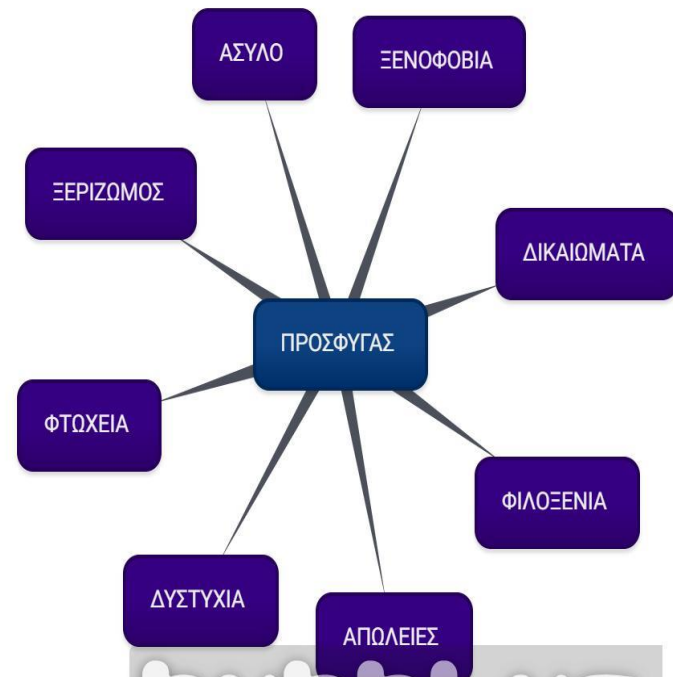 ΑΣΥΛΟ
ΞΕΝΟΦΟΒΙΑ
ΞΕΡΙΖΩΜΟΣ
ΔΙΚΑΙΩΜΑΤΑ
ΠΡΟΣΦΥΓΑΣ
ΦΤΩΧΕΙΑ
ΦΙΛΟΞΕΝΙΑ
ΔΥΣΤΥΧΙΑ
ΑΠΩΛΕΙΕΣ